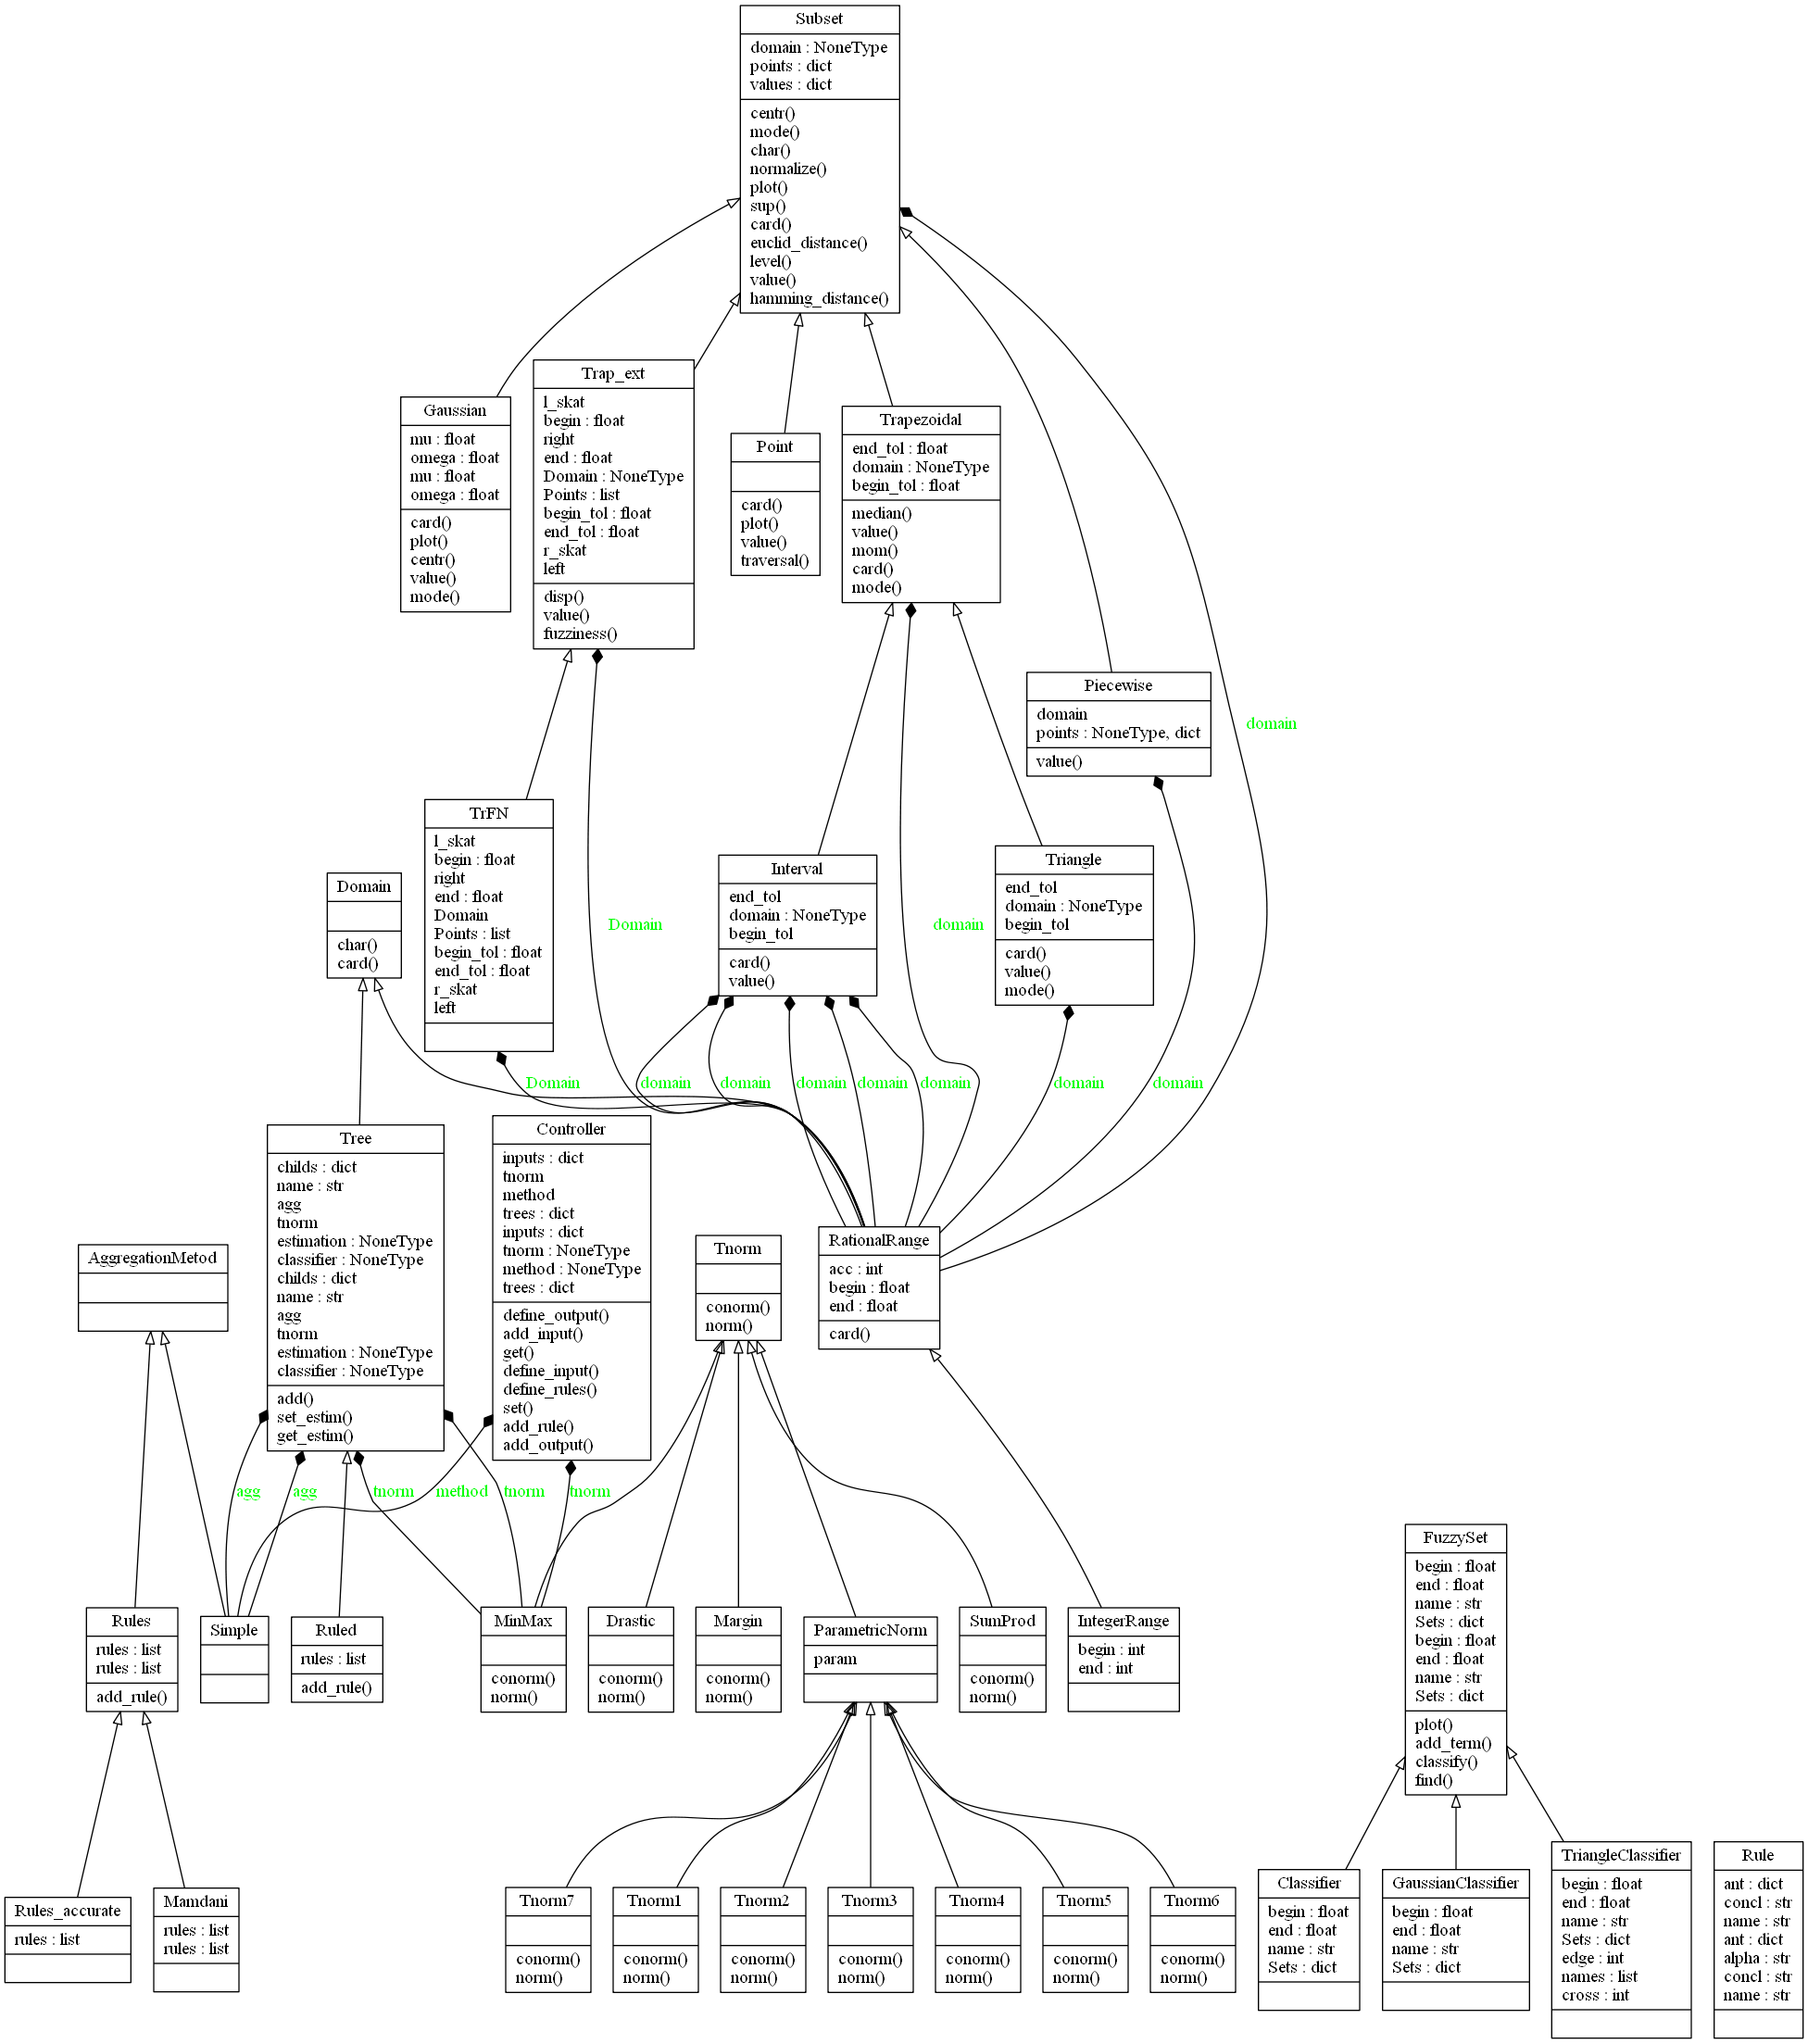 Subset
domain : NoneType
points : dict
values : dict
centr()
mode()
char()
normalize()
plot()
sup()
card()
euclid_distance()
level()
value()
hamming_distance()
Gaussian
mu : float
omega : float
mu : float
omega : float
card()
plot()
centr()
value()
mode()
Trap_ext
l_skat
begin : float
right
end : float
Domain : NoneType
Points : list
begin_tol : float
end_tol : float
r_skat
left
disp()
value()
fuzziness()
Point
card()
plot()
value()
traversal()
Trapezoidal
end_tol : float
domain : NoneType
begin_tol : float
median()
value()
mom()
card()
mode()
Piecewise
domain
points : NoneType, dict
value()
domain
TrFN
l_skat
begin : float
right
end : float
Domain
Points : list
begin_tol : float
end_tol : float
r_skat
left
Domain
char()
card()
Interval
end_tol
domain : NoneType
begin_tol
card()
value()
Triangle
end_tol
domain : NoneType
begin_tol
card()
value()
mode()
Domain
domain
Domain
domain
domain
domain
domain
domain
domain
domain
Tree
childs : dict
name : str
agg
tnorm
estimation : NoneType
classifier : NoneType
childs : dict
name : str
agg
tnorm
estimation : NoneType
classifier : NoneType
add()
set_estim()
get_estim()
Controller
inputs : dict
tnorm
method
trees : dict
inputs : dict
tnorm : NoneType
method : NoneType
trees : dict
define_output()
add_input()
get()
define_input()
define_rules()
set()
add_rule()
add_output()
AggregationMetod
Tnorm
conorm()
norm()
RationalRange
acc : int
begin : float
end : float
card()
agg
agg
tnorm
method
tnorm
tnorm
Rules
rules : list
rules : list
add_rule()
Simple
Ruled
rules : list
add_rule()
MinMax
conorm()
norm()
Drastic
conorm()
norm()
Margin
conorm()
norm()
ParametricNorm
param
SumProd
conorm()
norm()
IntegerRange
begin : int
end : int
FuzzySet
begin : float
end : float
name : str
Sets : dict
begin : float
end : float
name : str
Sets : dict
plot()
add_term()
classify()
find()
Rules_accurate
rules : list
Mamdani
rules : list
rules : list
Tnorm7
conorm()
norm()
Tnorm1
conorm()
norm()
Tnorm2
conorm()
norm()
Tnorm3
conorm()
norm()
Tnorm4
conorm()
norm()
Tnorm5
conorm()
norm()
Tnorm6
conorm()
norm()
Classifier
begin : float
end : float
name : str
Sets : dict
GaussianClassifier
begin : float
end : float
name : str
Sets : dict
TriangleClassifier
begin : float
end : float
name : str
Sets : dict
edge : int
names : list
cross : int
Rule
ant : dict
concl : str
name : str
ant : dict
alpha : str
concl : str
name : str